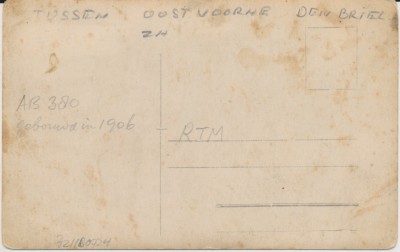 TUSSEN OOSTVOORNE DEN BRIEL
ZH
AB 380
gebouwd in 1906
RTM